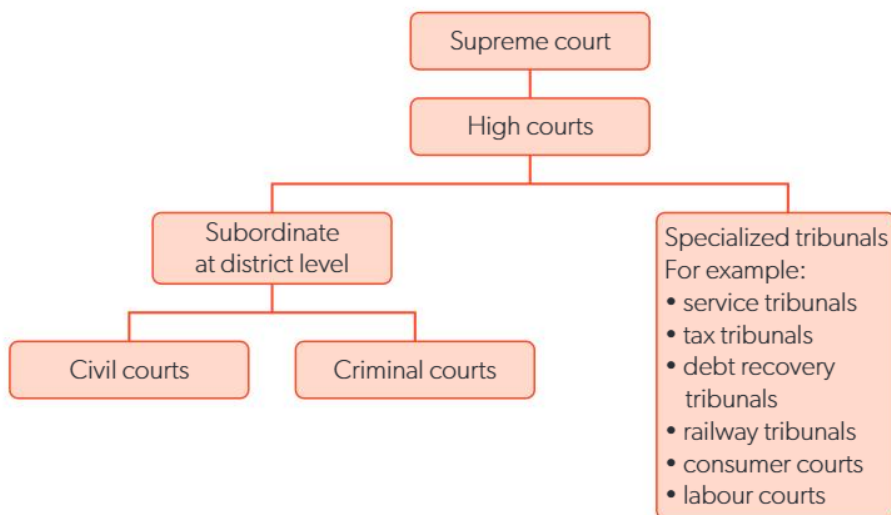 Supreme court
High courts
Subordinate
at district level
Civil courts
Criminal courts
Specialized tribunals
For example:
• service tribunals
• tax tribunals
• debt recovery
tribunals
• railway tribunals
• consumer courts
• labour courts